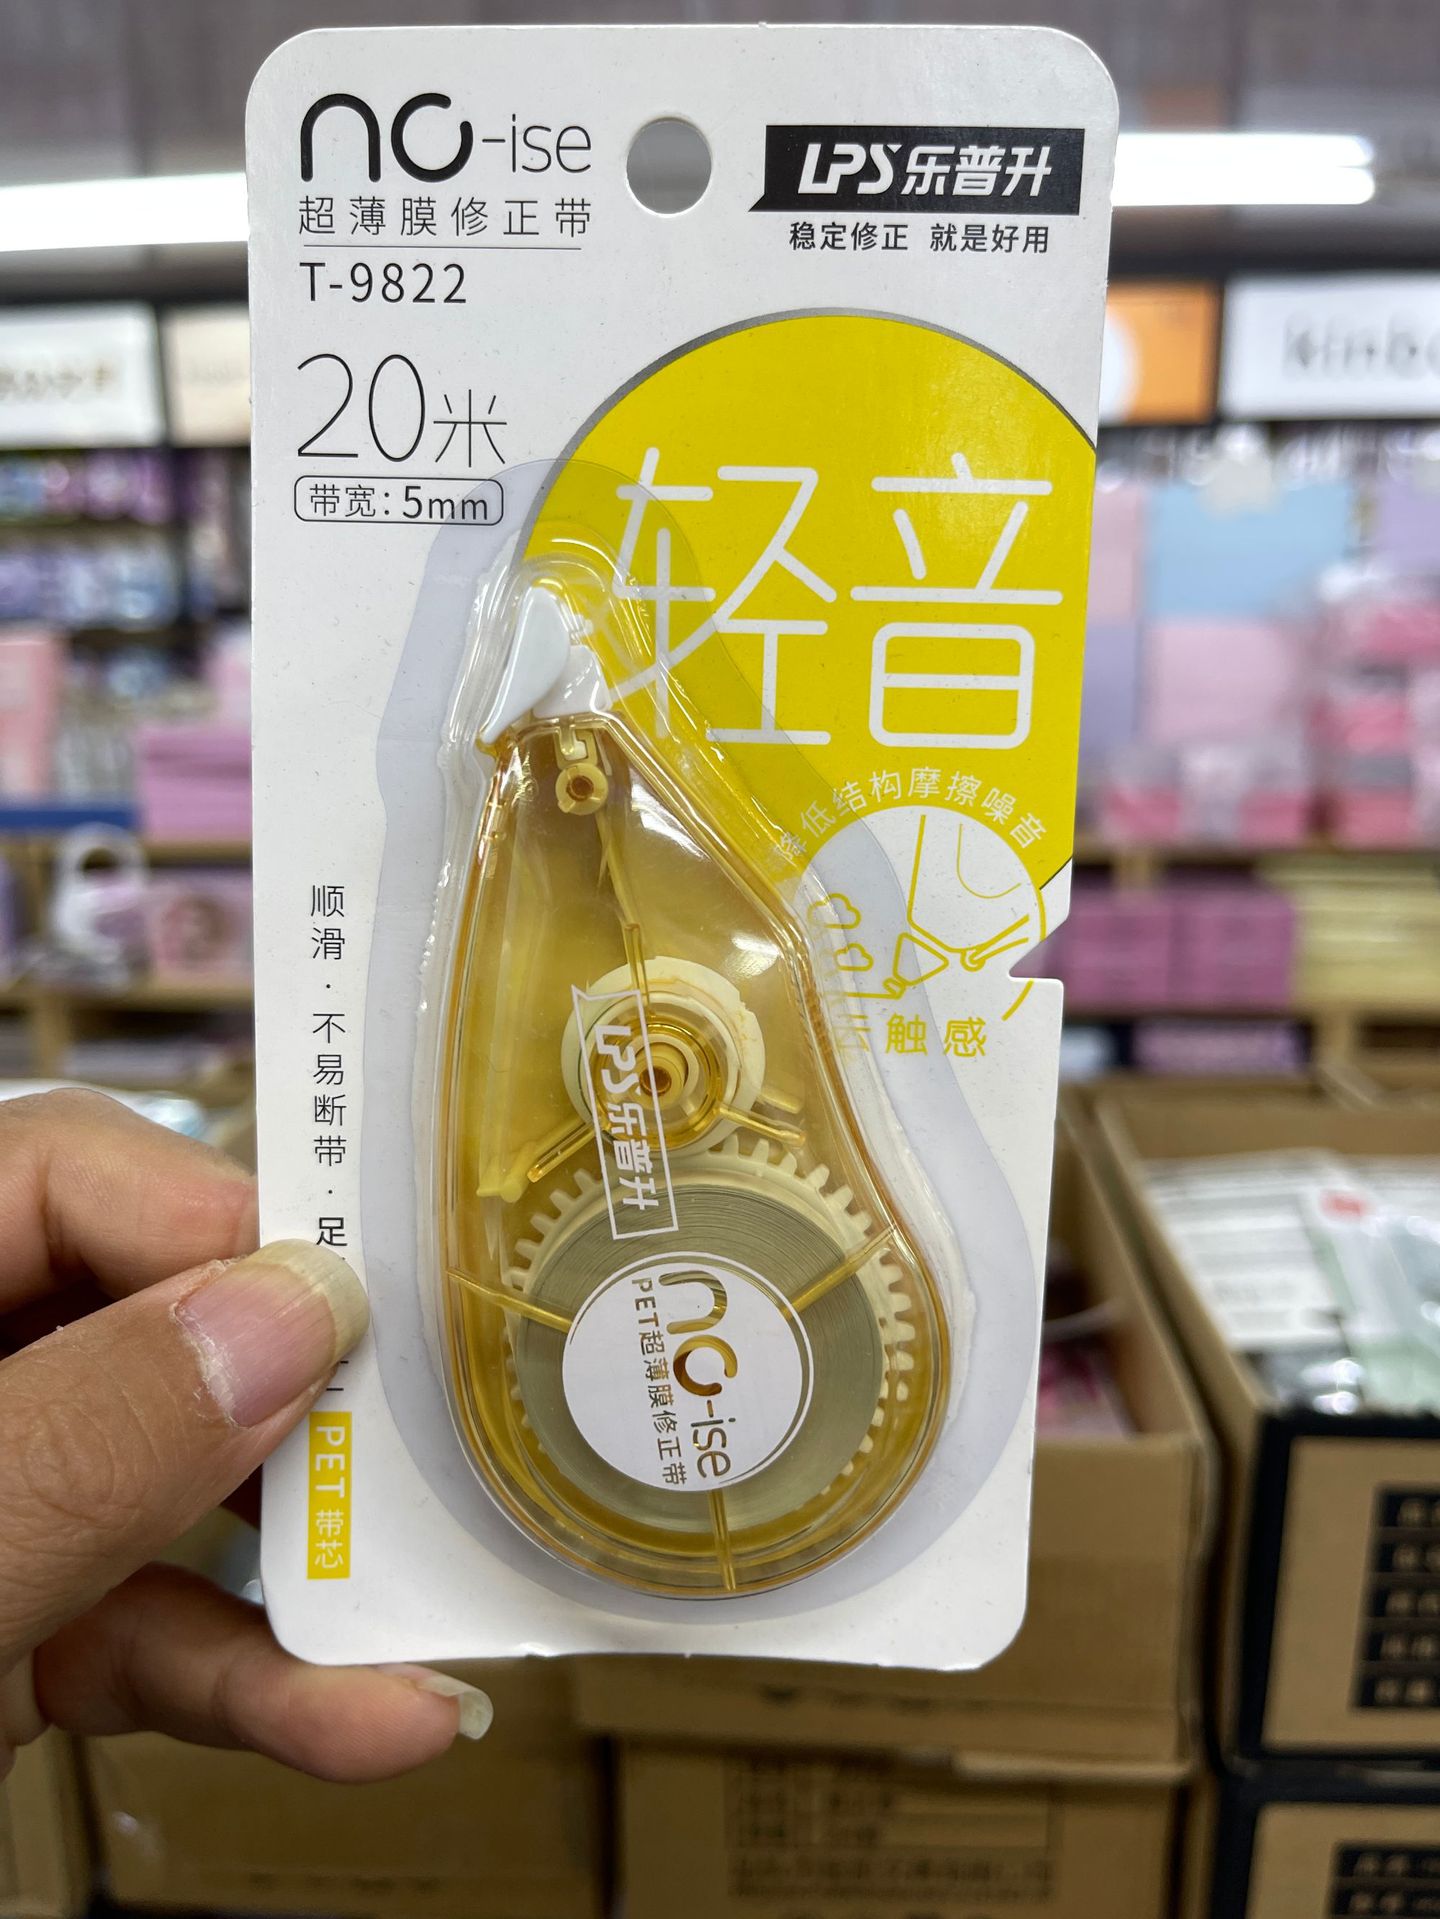 no-ise
超薄膜修正带
T-9822
LPS乐普升
稳定修正 就是好用
20米
带宽:5mm
轻音
降低结构摩擦噪音
触感
顺滑·不易断带·足
PET带芯
LPS乐普升
no-ise
PET超薄膜修正带